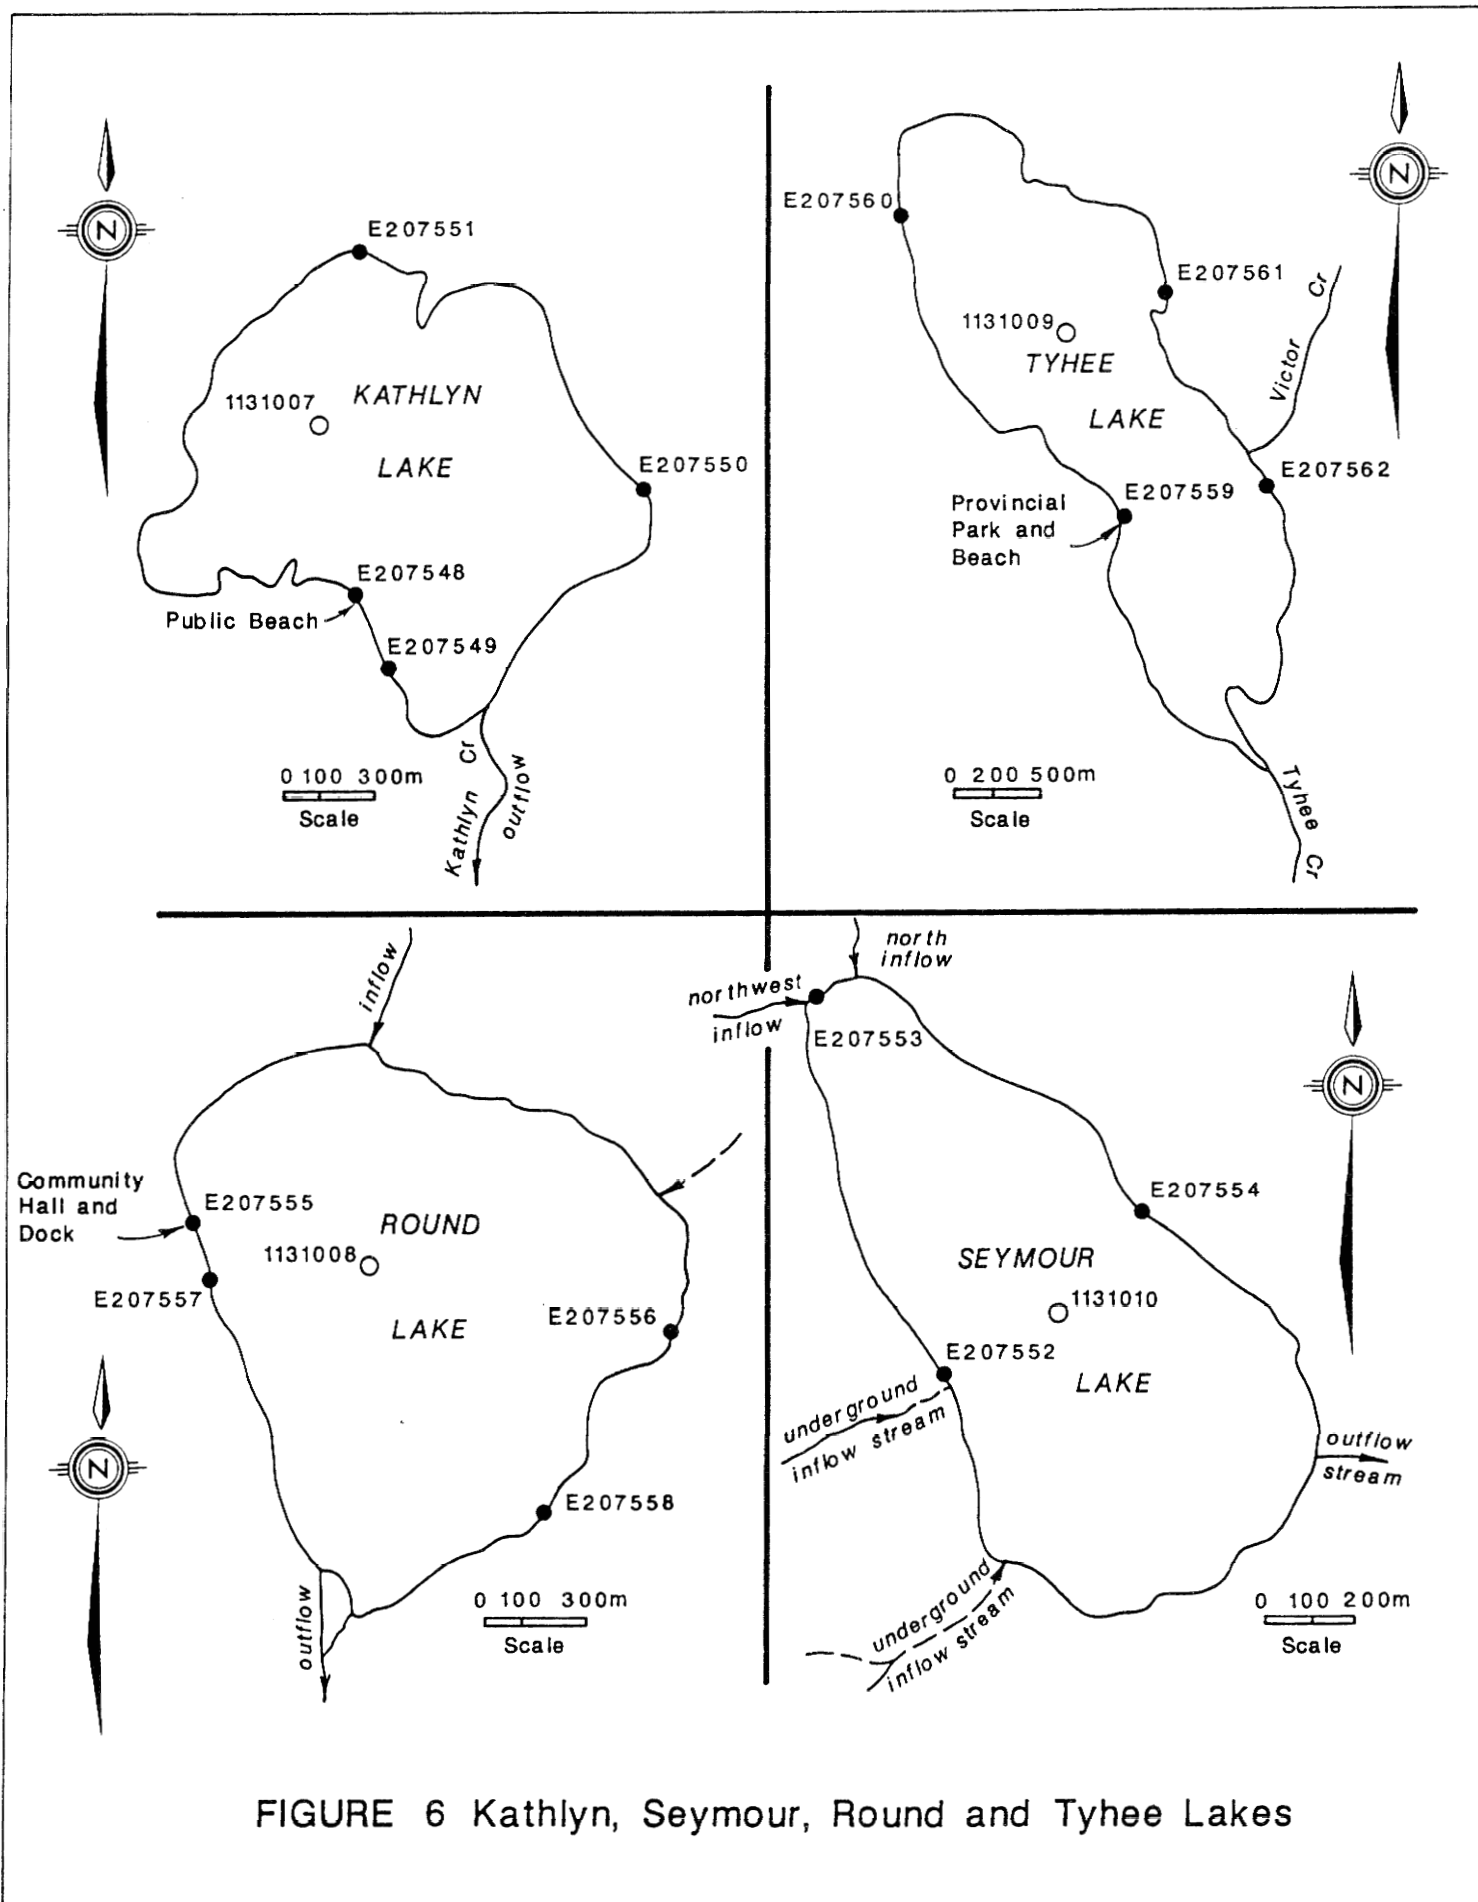 N
E207551
1131007
KATHLYN
LAKE
E207550
E207548
Public Beach
E207549
0 100 300m
Scale
Kathlyn Cr
outflow
N
E207560
E207561
1131009
TYHEE
LAKE
Victor Cr
E207562
E207559
Provincial
Park and
Beach
0 200 500m
Scale
Tyhee Cr
inflow
Community
Hall and
Dock
E207555
ROUND
1131008
E207557
LAKE
E207556
N
E207558
outflow
0 100 300m
Scale
north
inflow
northwest
inflow
E207553
N
E207554
SEYMOUR
1131010
E207552
LAKE
underground
inflow stream
outflow
stream
underground
inflow stream
0 100 200m
Scale
FIGURE 6 Kathlyn, Seymour, Round and Tyhee Lakes